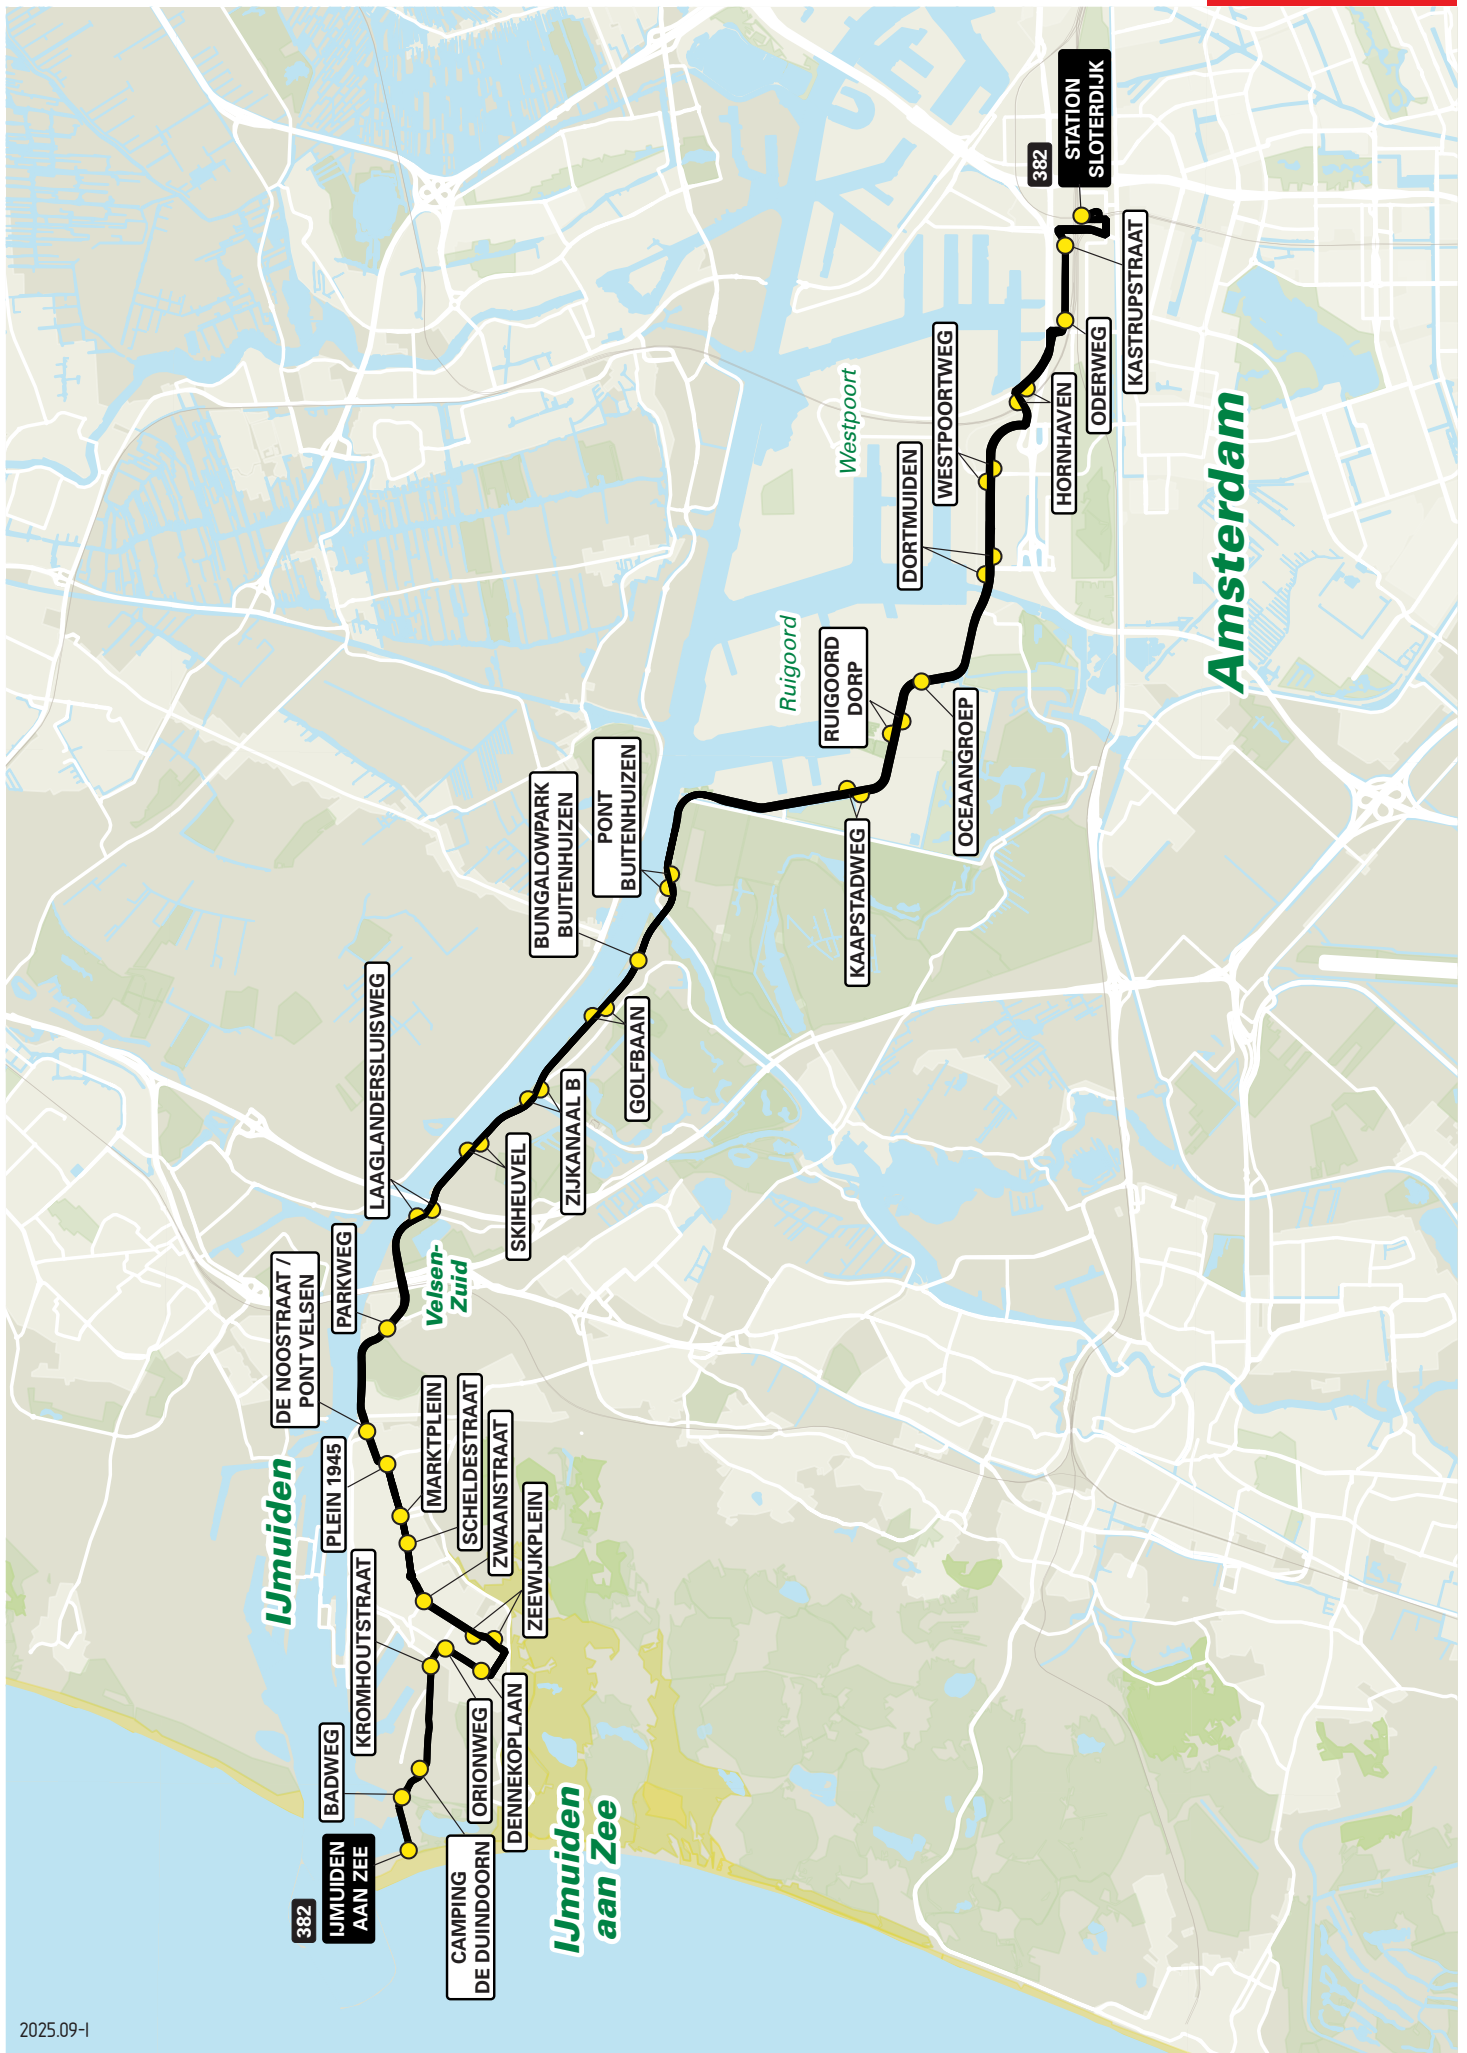 382
IJMUIDEN
AAN ZEE
BADWEG
CAMPING
DE DUINDOORN
KROMHOUTSTRAAT
ORIONWEG
DENNEKOPLAAN
ZEEWIJKPLEIN
ZWAANSTRAAT
SCHELDESTRAAT
MARKTPLEIN
PLEIN 1945
DE NOOSTRAAT /
PONT VELSEN
PARKWEG
LAAGLANDERSLUISWEG
SKIHEUVEL
ZIJKANAAL B
GOLFBAAN
BUNGALOWPARK
BUITENHUIZEN
PONT
BUITENHUIZEN
KAAPSTADWEG
RUIGOORD
DORP
OCEAANGROEP
DORTMUIDEN
WESTPOORTWEG
HORNHAVEN
ODERWEG
KASTRUPSTRAAT
382
STATION
SLOTERDIJK
IJmuiden
aan Zee
IJmuiden
Velsen-
Zuid
Ruigoord
Westpoort
Amsterdam
2025.09-I